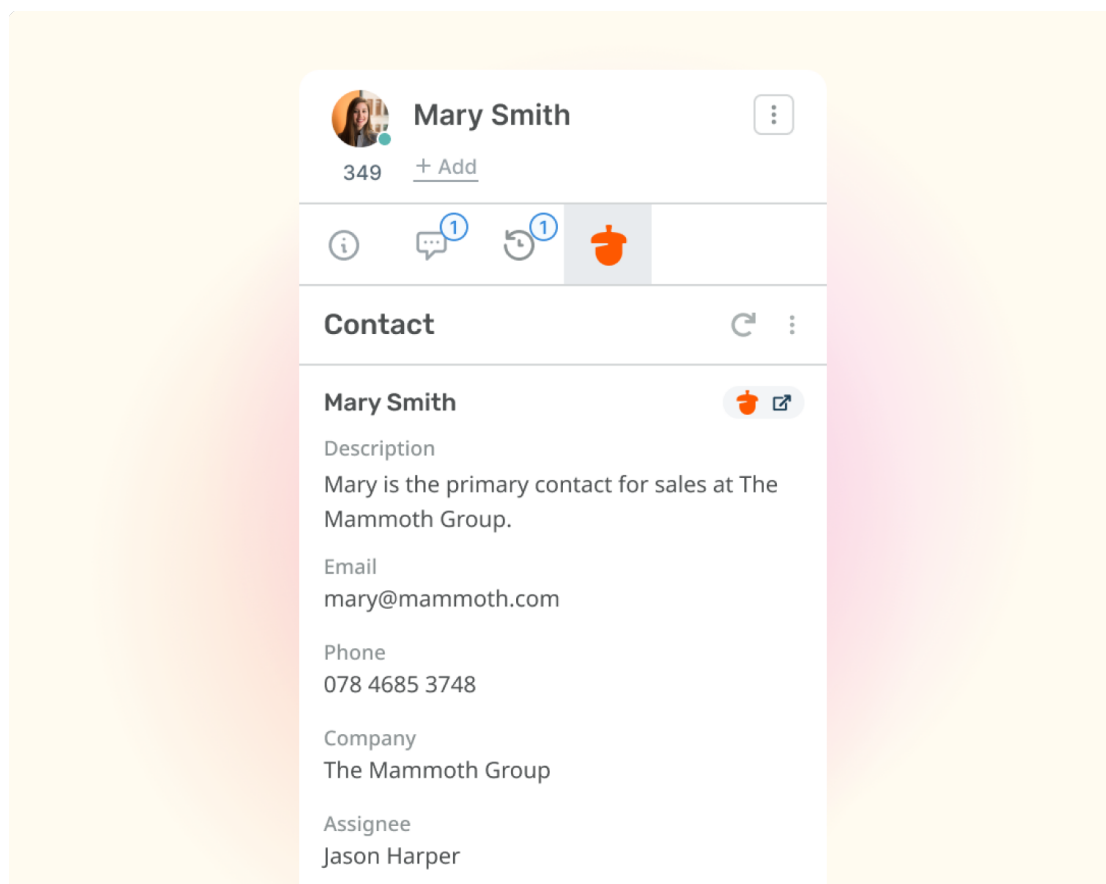 Mary Smith
349
+ Add
1
1
Contact
Mary Smith
Description
Mary is the primary contact for sales at The
Mammoth Group.
Email
mary@mammoth.com
Phone
078 4685 3748
Company
The Mammoth Group
Assignee
Jason Harper